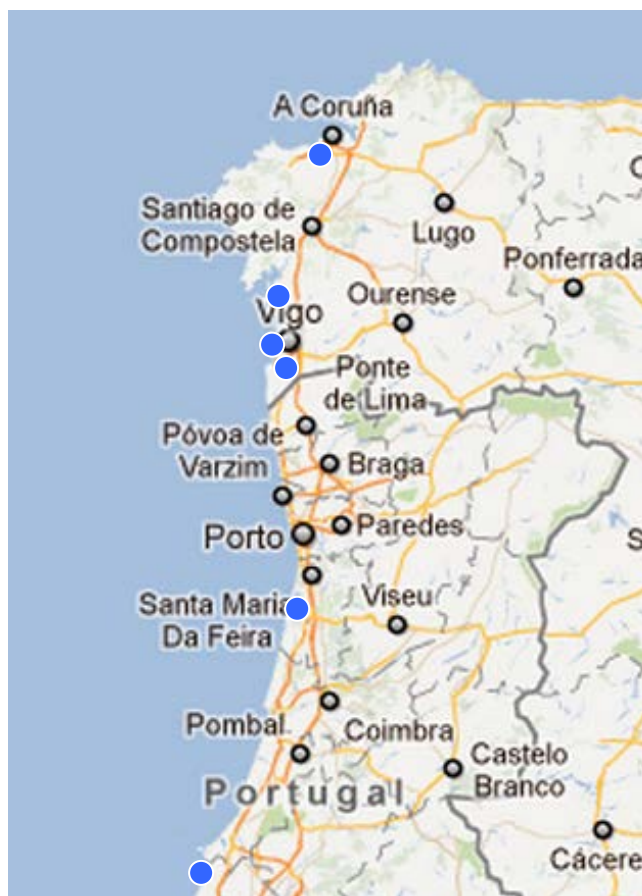 A Coruña
Santiago de
Compostela
Lugo
Ponferrada
Vigo
Ourense
Ponte
de Lima
Póvoa de
Varzim
Braga
Porto
Paredes
Santa Maria
Da Feira
Viseu
Pombal
Coimbra
Castelo
Branco
Portugal
Cácere